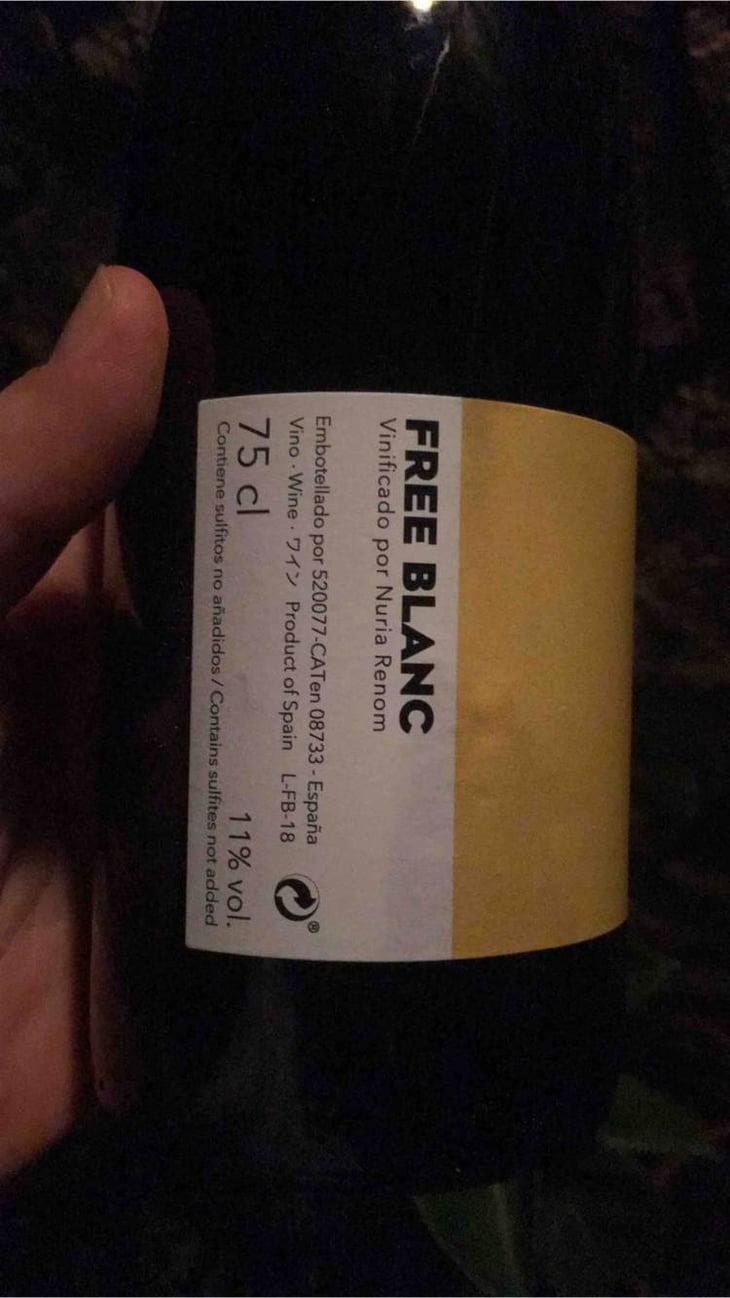 FREE BLANC
Vinificado por Nuria Renom
Embotellado por 520077-CATen 08733 - España
Vino · Wine · ワイン Product of Spain L-FB-18
75 cl 11% vol.
Contiene sulfitos no añadidos / Contains sulfites not added
®